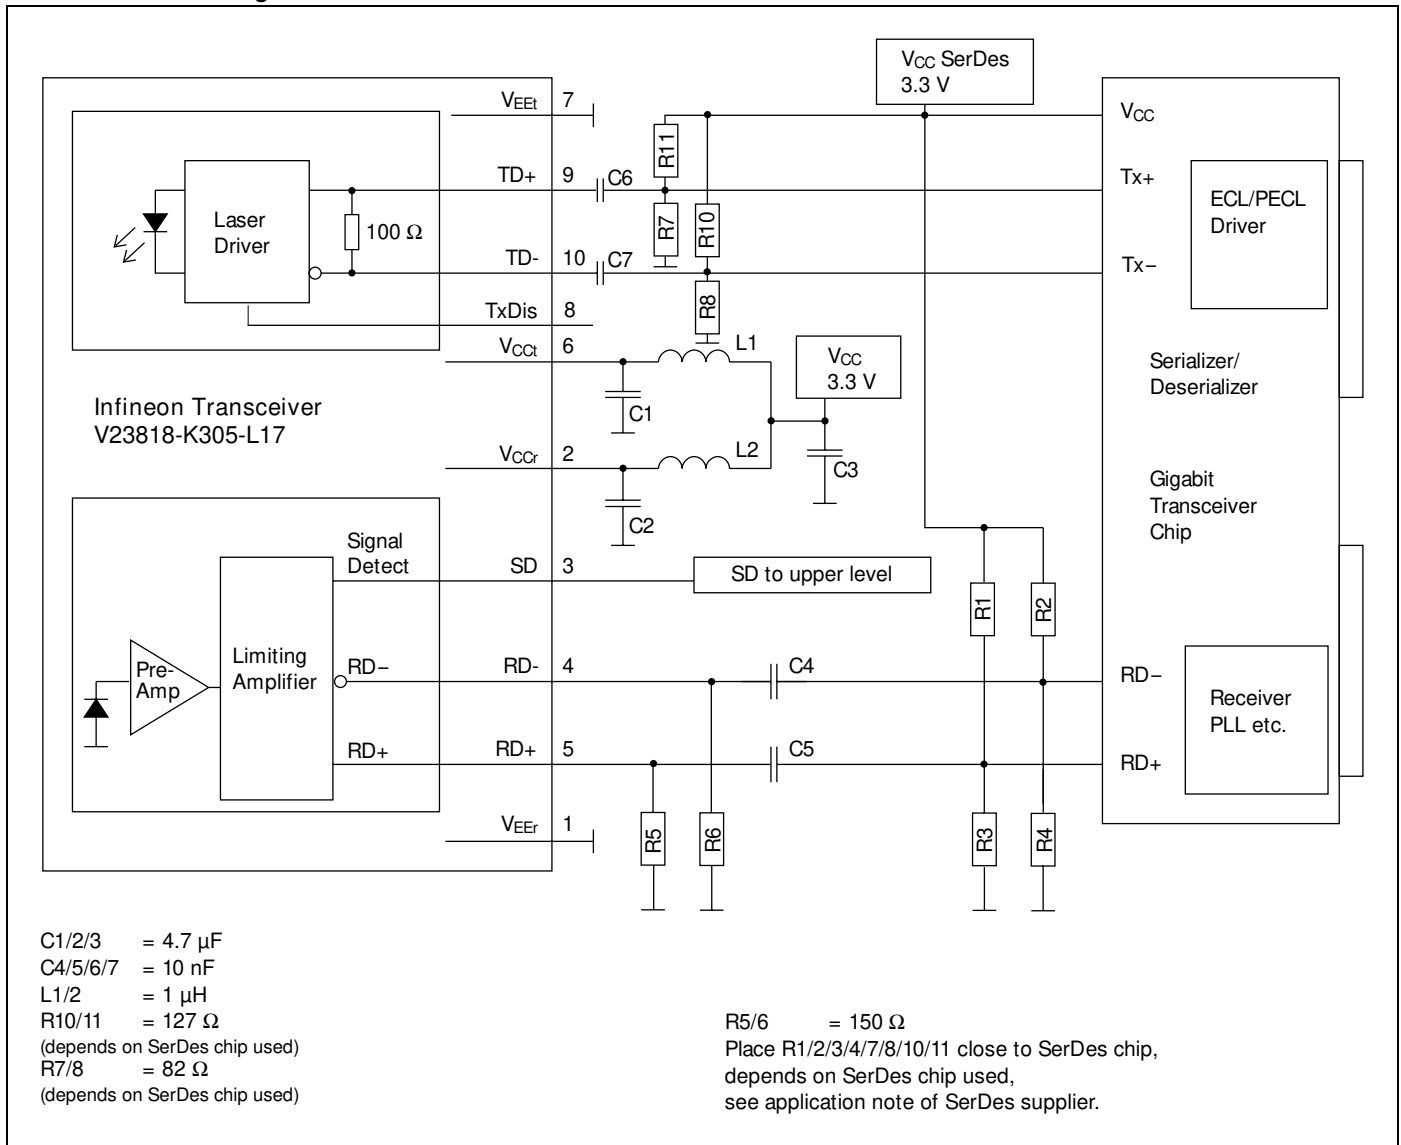 V_CC SerDes
3.3 V
V_EEt 7
V_CC
R11
TD+ 9 C6
Tx+
ECL/PECL
Driver
Laser
Driver
100 Ω
R7
R10
TD- 10 C7
Tx−
R8
TxDis 8
V_CCt 6
L1
V_CC
3.3 V
Serializer/
Deserializer
Infineon Transceiver
V23818-K305-L17
C1
V_CCr 2
L2
C3
Gigabit
Transceiver
Chip
C2
Signal
Detect
SD 3
SD to upper level
R1
R2
Pre-
Amp
Limiting
Amplifier
RD−
RD- 4
C4
RD−
Receiver
PLL etc.
RD+
RD+ 5
C5
RD+
V_EEr 1
R5
R6
R3
R4
C1/2/3 = 4.7 µF
C4/5/6/7 = 10 nF
L1/2 = 1 µH
R10/11 = 127 Ω
(depends on SerDes chip used)
R7/8 = 82 Ω
(depends on SerDes chip used)
R5/6 = 150 Ω
Place R1/2/3/4/7/8/10/11 close to SerDes chip,
depends on SerDes chip used,
see application note of SerDes supplier.